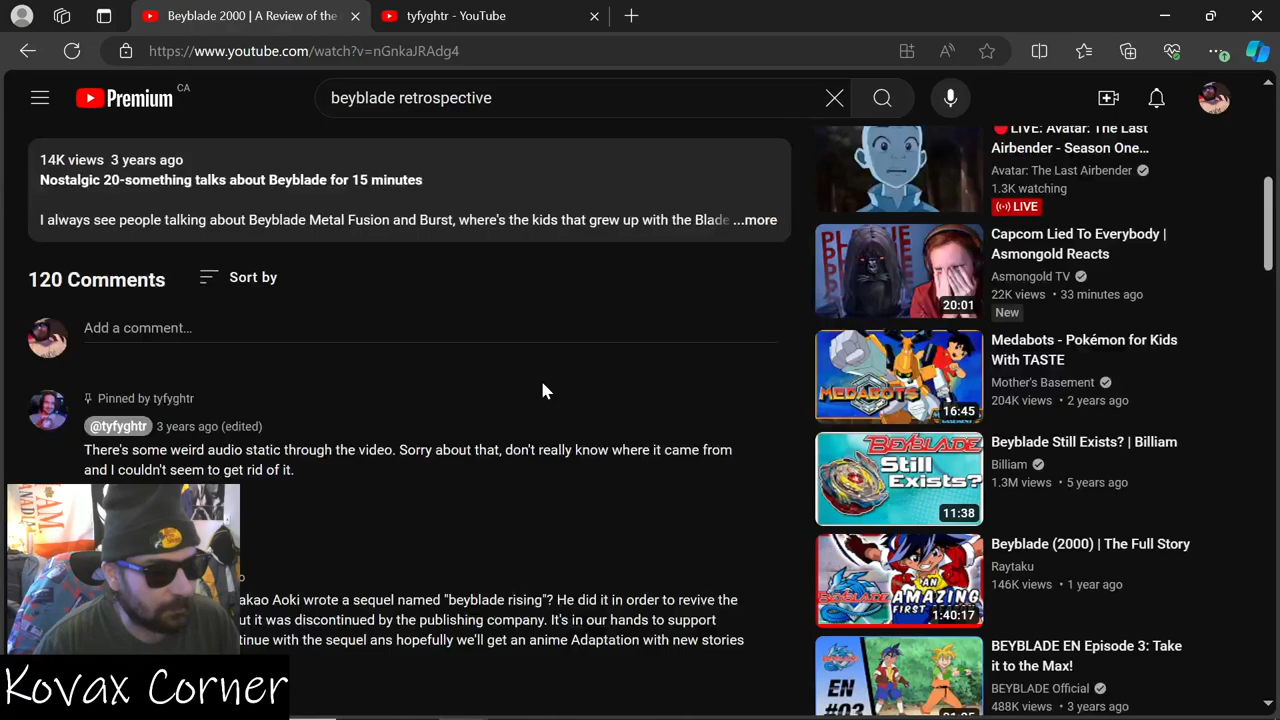 Beyblade 2000 | A Review of the
tyfyghtr - YouTube
https://www.youtube.com/watch?v=nGnkaJRAdg4
Premium CA
beyblade retrospective
14K views 3 years ago
Nostalgic 20-something talks about Beyblade for 15 minutes
I always see people talking about Beyblade Metal Fusion and Burst, where's the kids that grew up with the Blade ...more
120 Comments
Sort by
Add a comment...
Pinned by tyfyghtr
@tyfyghtr 3 years ago (edited)
There's some weird audio static through the video. Sorry about that, don't really know where it came from
and I couldn't seem to get rid of it.
akao Aoki wrote a sequel named "beyblade rising"? He did it in order to revive the
ut it was discontinued by the publishing company. It's in our hands to support
tinue with the sequel ans hopefully we'll get an anime Adaptation with new stories
Kovax Corner
LIVE: Avatar: The Last
Airbender - Season One...
Avatar: The Last Airbender
1.3K watching
LIVE
Capcom Lied To Everybody |
Asmongold Reacts
Asmongold TV
22K views • 33 minutes ago
New
20:01
Medabots - Pokémon for Kids
With TASTE
Mother's Basement
204K views • 2 years ago
MEDABOTS
16:45
Beyblade Still Exists? | Billiam
Billiam
1.3M views • 5 years ago
BEYBLADE
Still
Exists?
11:38
Beyblade (2000) | The Full Story
Raytaku
146K views • 1 year ago
AN
AMAZING
FIRST
1:40:17
BEYBLADE EN Episode 3: Take
it to the Max!
BEYBLADE Official
488K views • 3 years ago
EN
#03